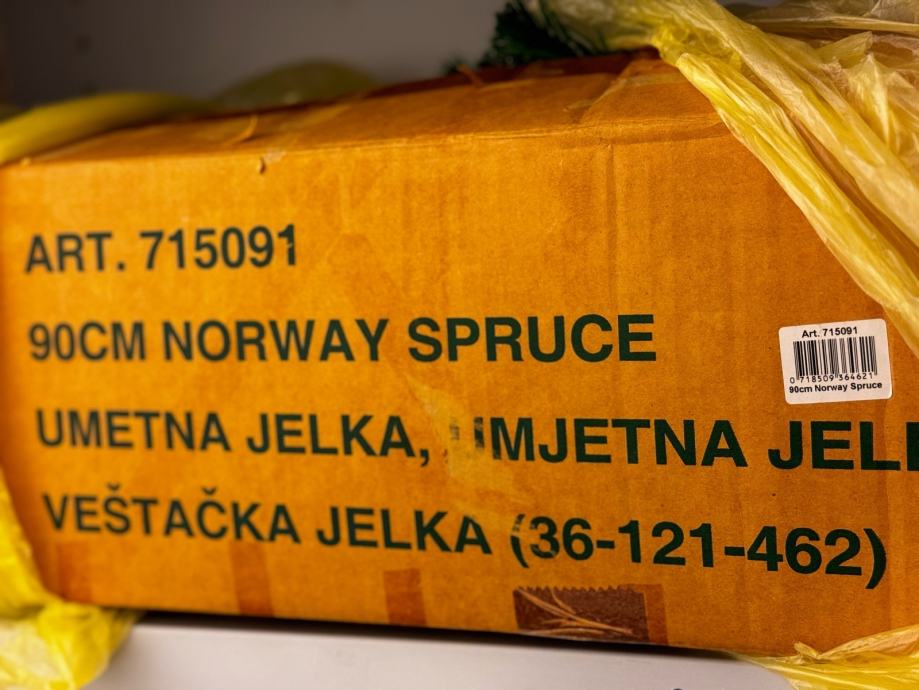 ART. 715091
90CM NORWAY SPRUCE
UMETNA JELKA,
VEŠTAČKA JELKA (36-121-462)
Art. 715091
0 718509 364621
90cm Norway Spruce